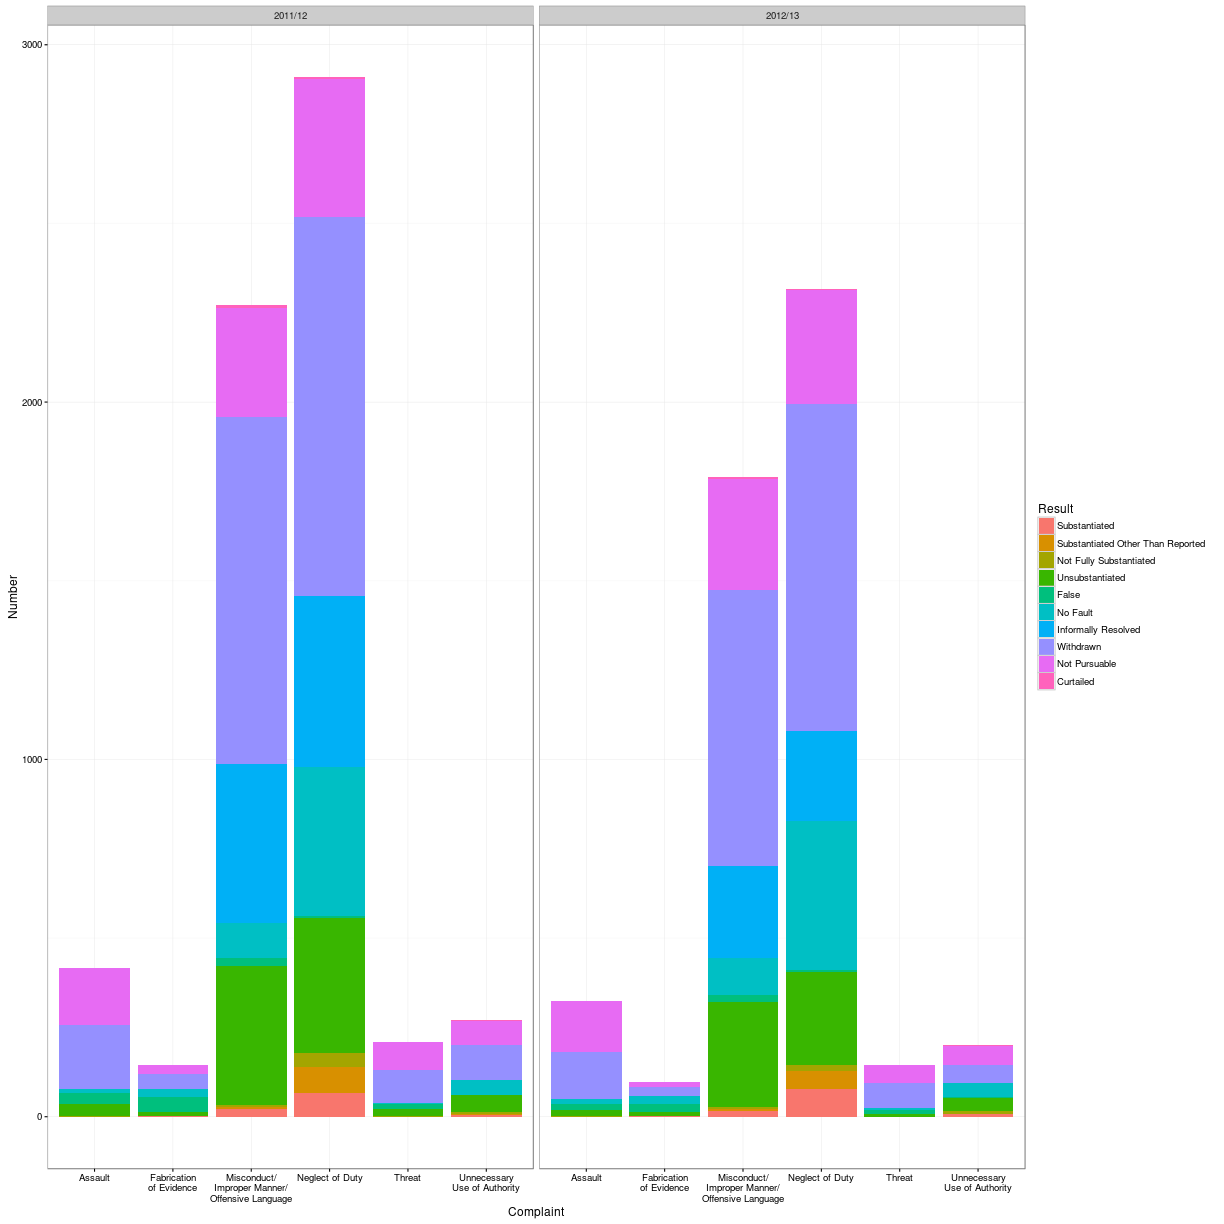 2011/12
2012/13
3000
2000
1000
0
Number
Assault
Fabrication
of Evidence
Misconduct/
Improper Manner/
Offensive Language
Neglect of Duty
Threat
Unnecessary
Use of Authority
Assault
Fabrication
of Evidence
Misconduct/
Improper Manner/
Offensive Language
Neglect of Duty
Threat
Unnecessary
Use of Authority
Complaint
Result
Substantiated
Substantiated Other Than Reported
Not Fully Substantiated
Unsubstantiated
False
No Fault
Informally Resolved
Withdrawn
Not Pursuable
Curtailed